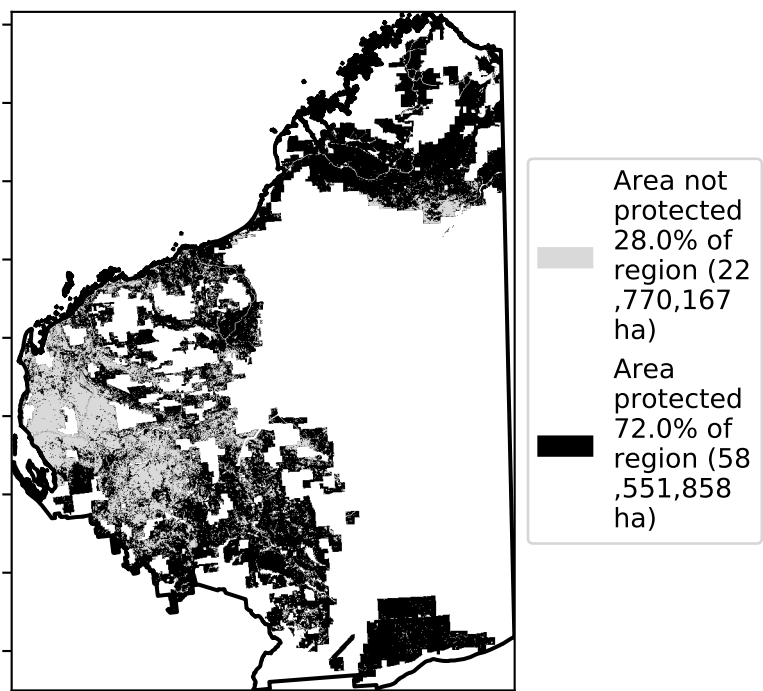 Area not
protected
28.0% of
region (22
,770,167
ha)
Area
protected
72.0% of
region (58
,551,858
ha)